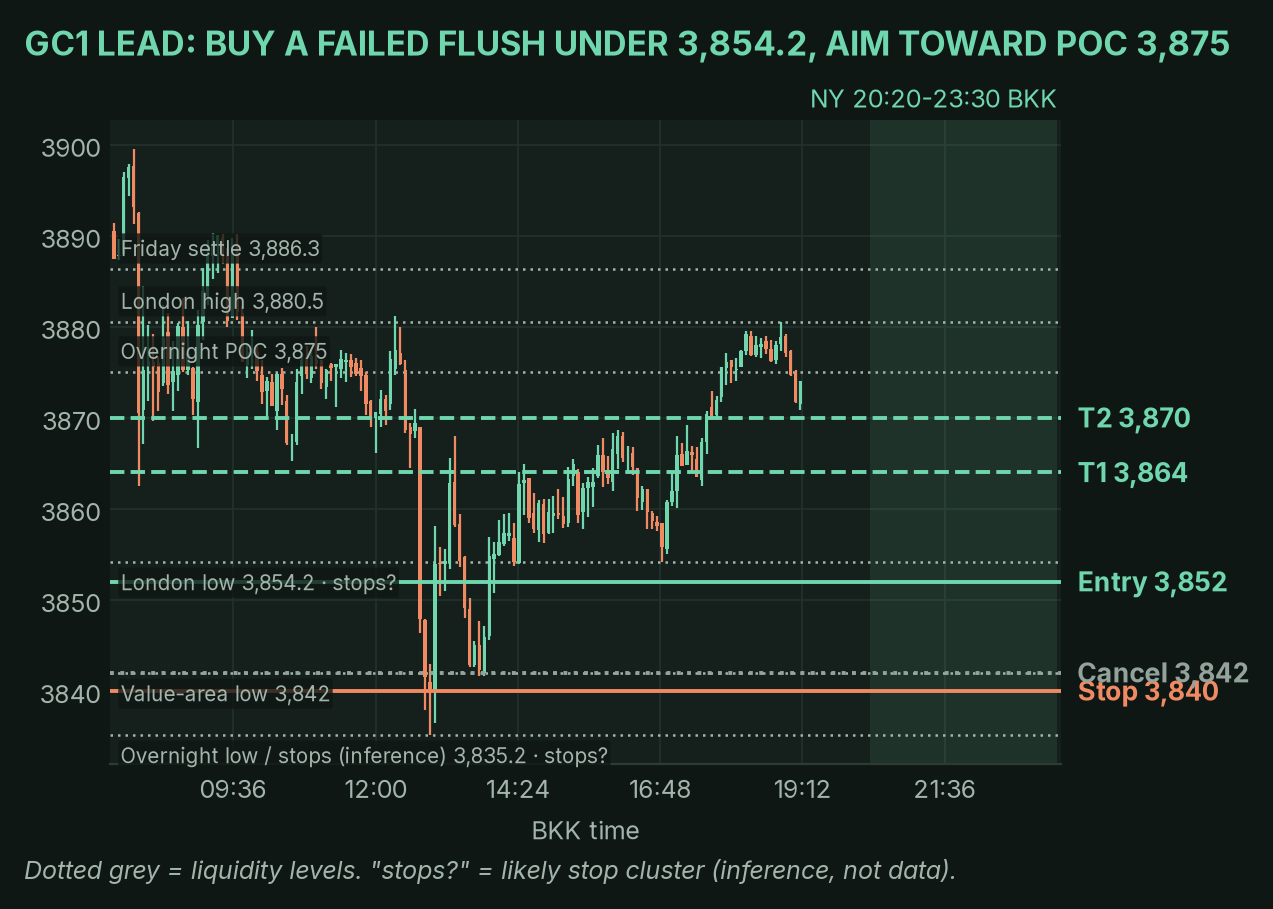 GC1 LEAD: BUY A FAILED FLUSH UNDER 3,854.2, AIM TOWARD POC 3,875
NY 20:20-23:30 BKK
3900
3890
3880
3870
3860
3850
3840
Friday settle 3,886.3
London high 3,880.5
Overnight POC 3,875
T2 3,870
T1 3,864
London low 3,854.2 · stops?
Entry 3,852
Cancel 3,842
Stop 3,840
Value-area low 3,842
Overnight low / stops (inference) 3,835.2 · stops?
09:36
12:00
14:24
16:48
19:12
21:36
BKK time
Dotted grey = liquidity levels. "stops?" = likely stop cluster (inference, not data).